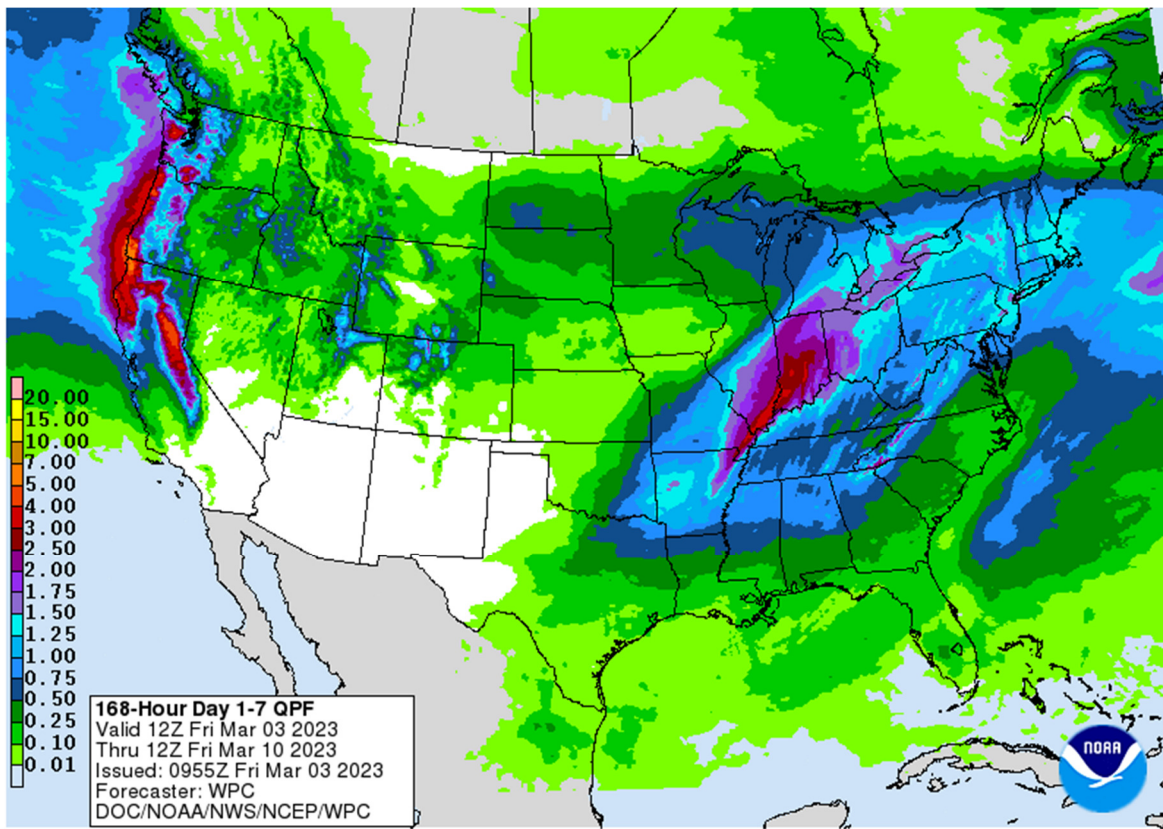 20.00
15.00
10.00
7.00
5.00
4.00
3.00
2.50
2.00
1.75
1.50
1.25
1.00
0.75
0.50
0.25
0.10
0.01
168-Hour Day 1-7 QPF
Valid 12Z Fri Mar 03 2023
Thru 12Z Fri Mar 10 2023
Issued: 0955Z Fri Mar 03 2023
Forecaster: WPC
DOC/NOAA/NWS/NCEP/WPC
NOAA